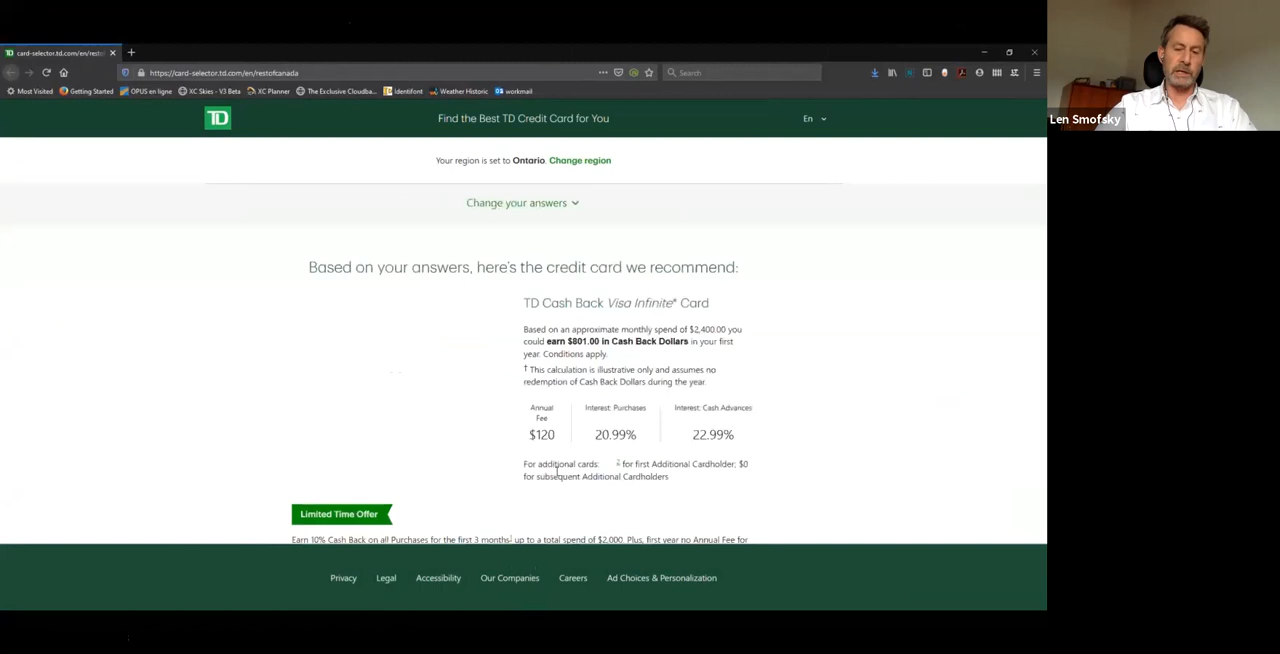 card-selector.td.com/en/resto
https://card-selector.td.com/en/restofcanada
Search
Most Visited
Getting Started
OPUS en ligne
XC Skies - V3 Beta
XC Planner
The Exclusive Cloudba...
Identifont
Weather Historic
workmail
Len Smofsky
TD
Find the Best TD Credit Card for You
En
Your region is set to Ontario. Change region
Change your answers
Based on your answers, here's the credit card we recommend:
TD Cash Back Visa Infinite* Card
Based on an approximate monthly spend of $2,400.00 you
could earn $801.00 in Cash Back Dollars in your first
year. Conditions apply.
† This calculation is illustrative only and assumes no
redemption of Cash Back Dollars during the year.
Annual
Fee
$120
Interest: Purchases
20.99%
Interest: Cash Advances
22.99%
For additional cards: for first Additional Cardholder; $0
for subsequent Additional Cardholders
Limited Time Offer
Earn 10% Cash Back on all Purchases for the first 3 months up to a total spend of $2,000. Plus, first year no Annual Fee for
Privacy
Legal
Accessibility
Our Companies
Careers
Ad Choices & Personalization